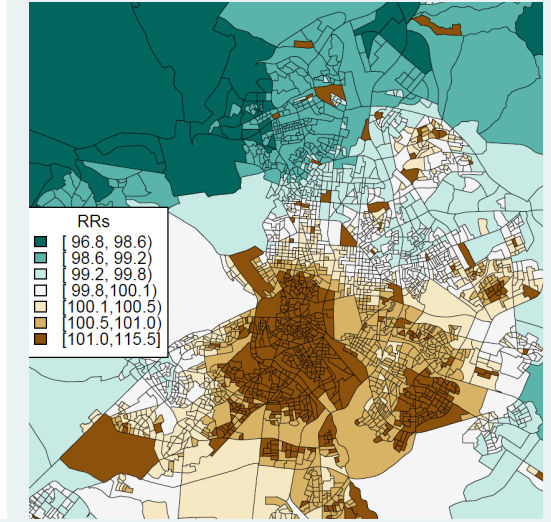 RRs
[ 96.8, 98.6)
[ 98.6, 99.2)
[ 99.2, 99.8)
[ 99.8,100.1)
[100.1,100.5)
[100.5,101.0)
[101.0,115.5]